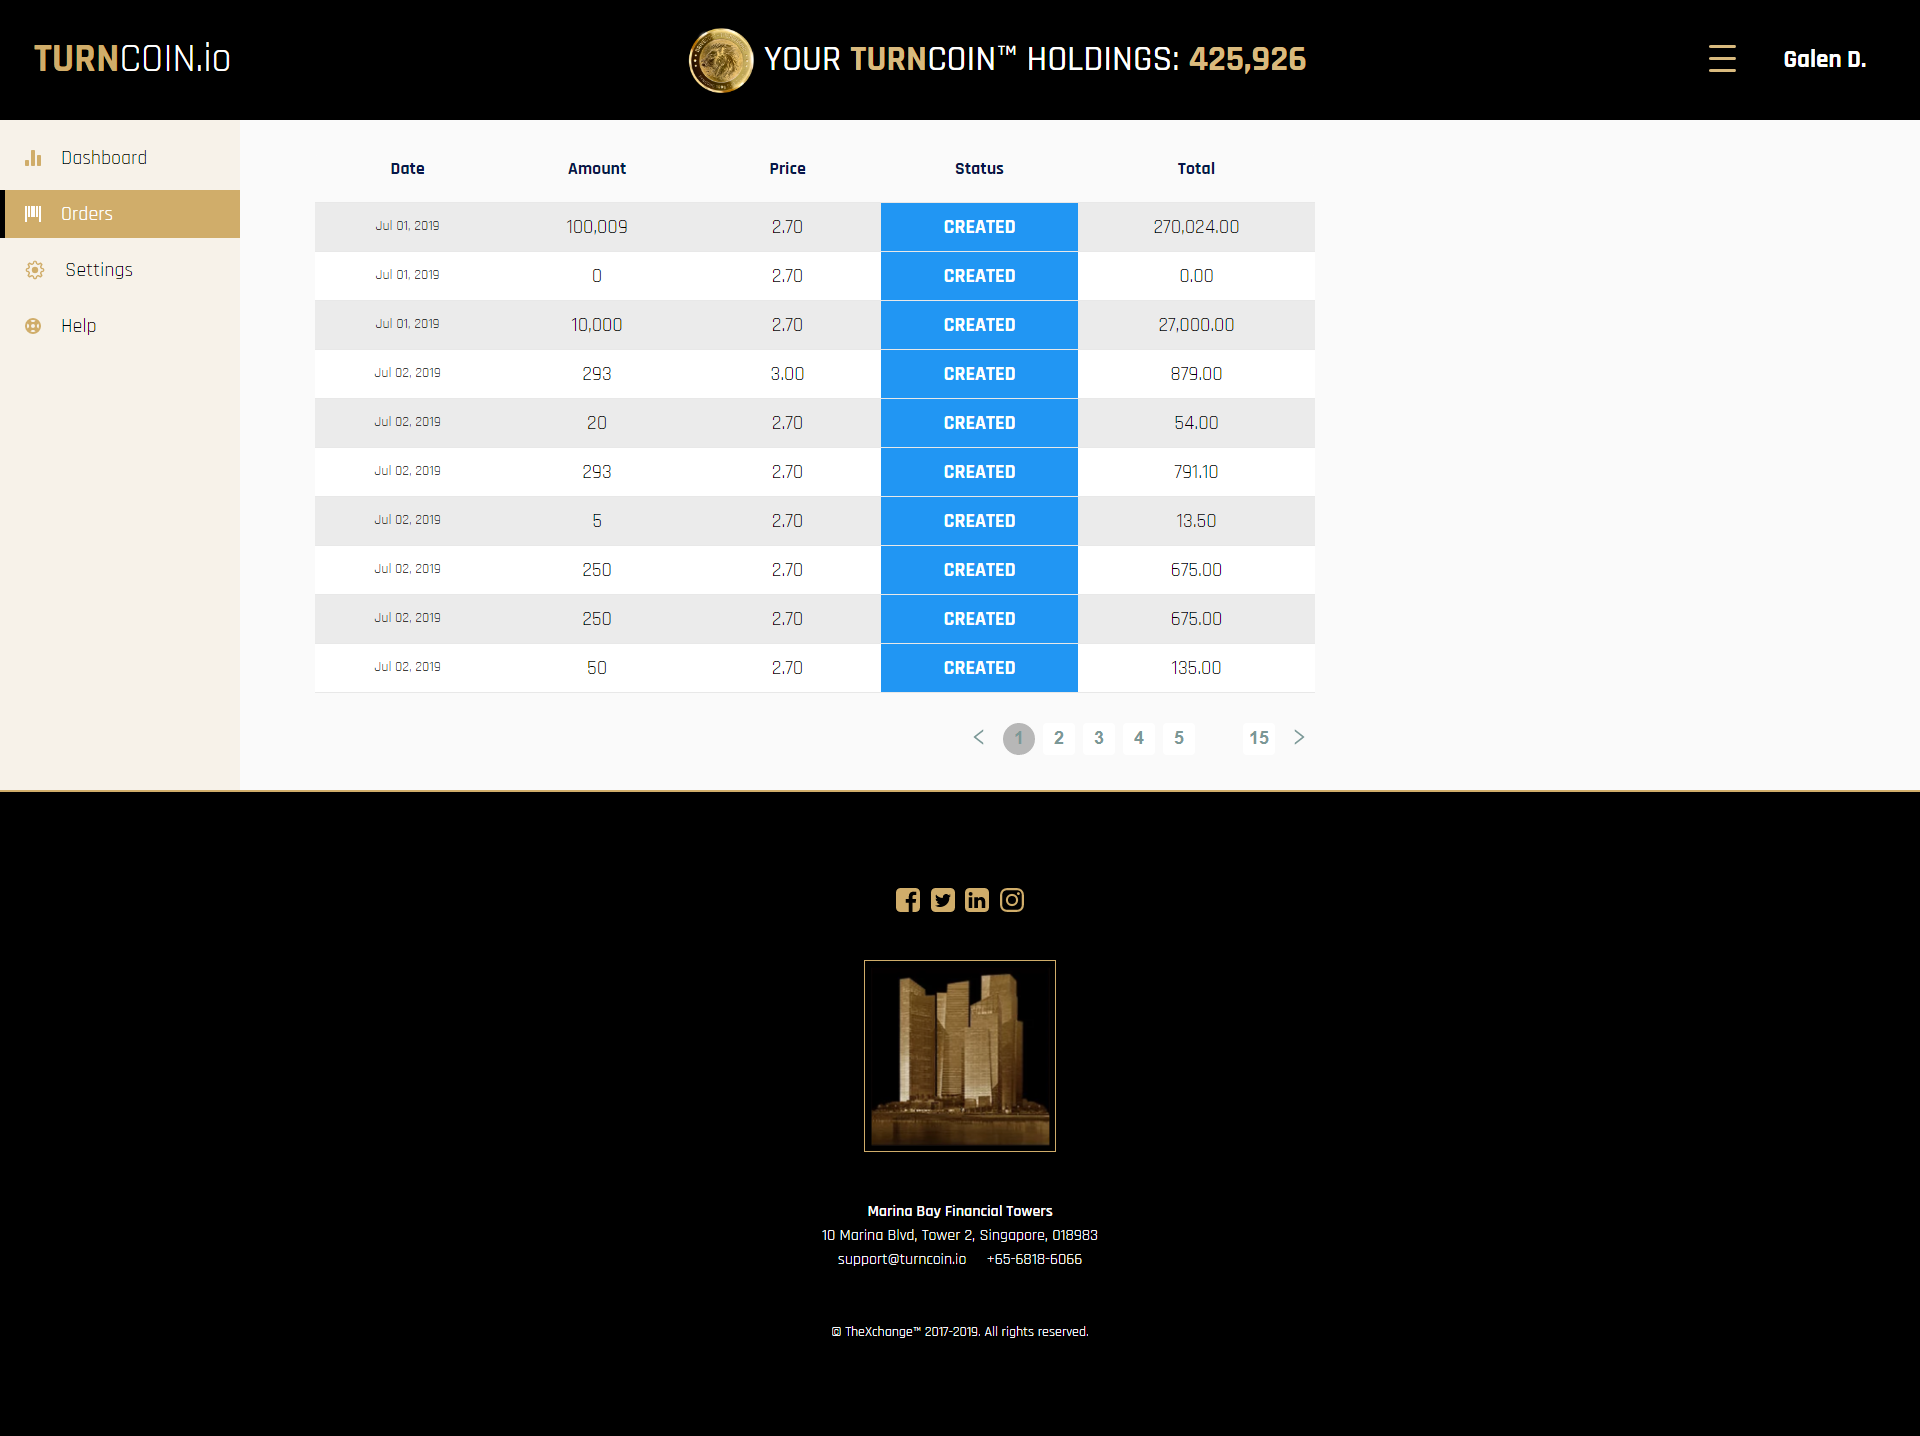 TURNCOIN.io
YOUR TURNCOIN™ HOLDINGS: 425,926
Galen D.
Dashboard
Orders
Settings
Help
Date Amount Price Status Total
Jul 01, 2019 100,009 2.70 CREATED 270,024.00
Jul 01, 2019 0 2.70 CREATED 0.00
Jul 01, 2019 10,000 2.70 CREATED 27,000.00
Jul 02, 2019 293 3.00 CREATED 879.00
Jul 02, 2019 20 2.70 CREATED 54.00
Jul 02, 2019 293 2.70 CREATED 791.10
Jul 02, 2019 5 2.70 CREATED 13.50
Jul 02, 2019 250 2.70 CREATED 675.00
Jul 02, 2019 250 2.70 CREATED 675.00
Jul 02, 2019 50 2.70 CREATED 135.00
< 1 2 3 4 5 15 >
Marina Bay Financial Towers
10 Marina Blvd, Tower 2, Singapore, 018983
support@turncoin.io +65-6818-6066
© TheXchange™ 2017-2019. All rights reserved.